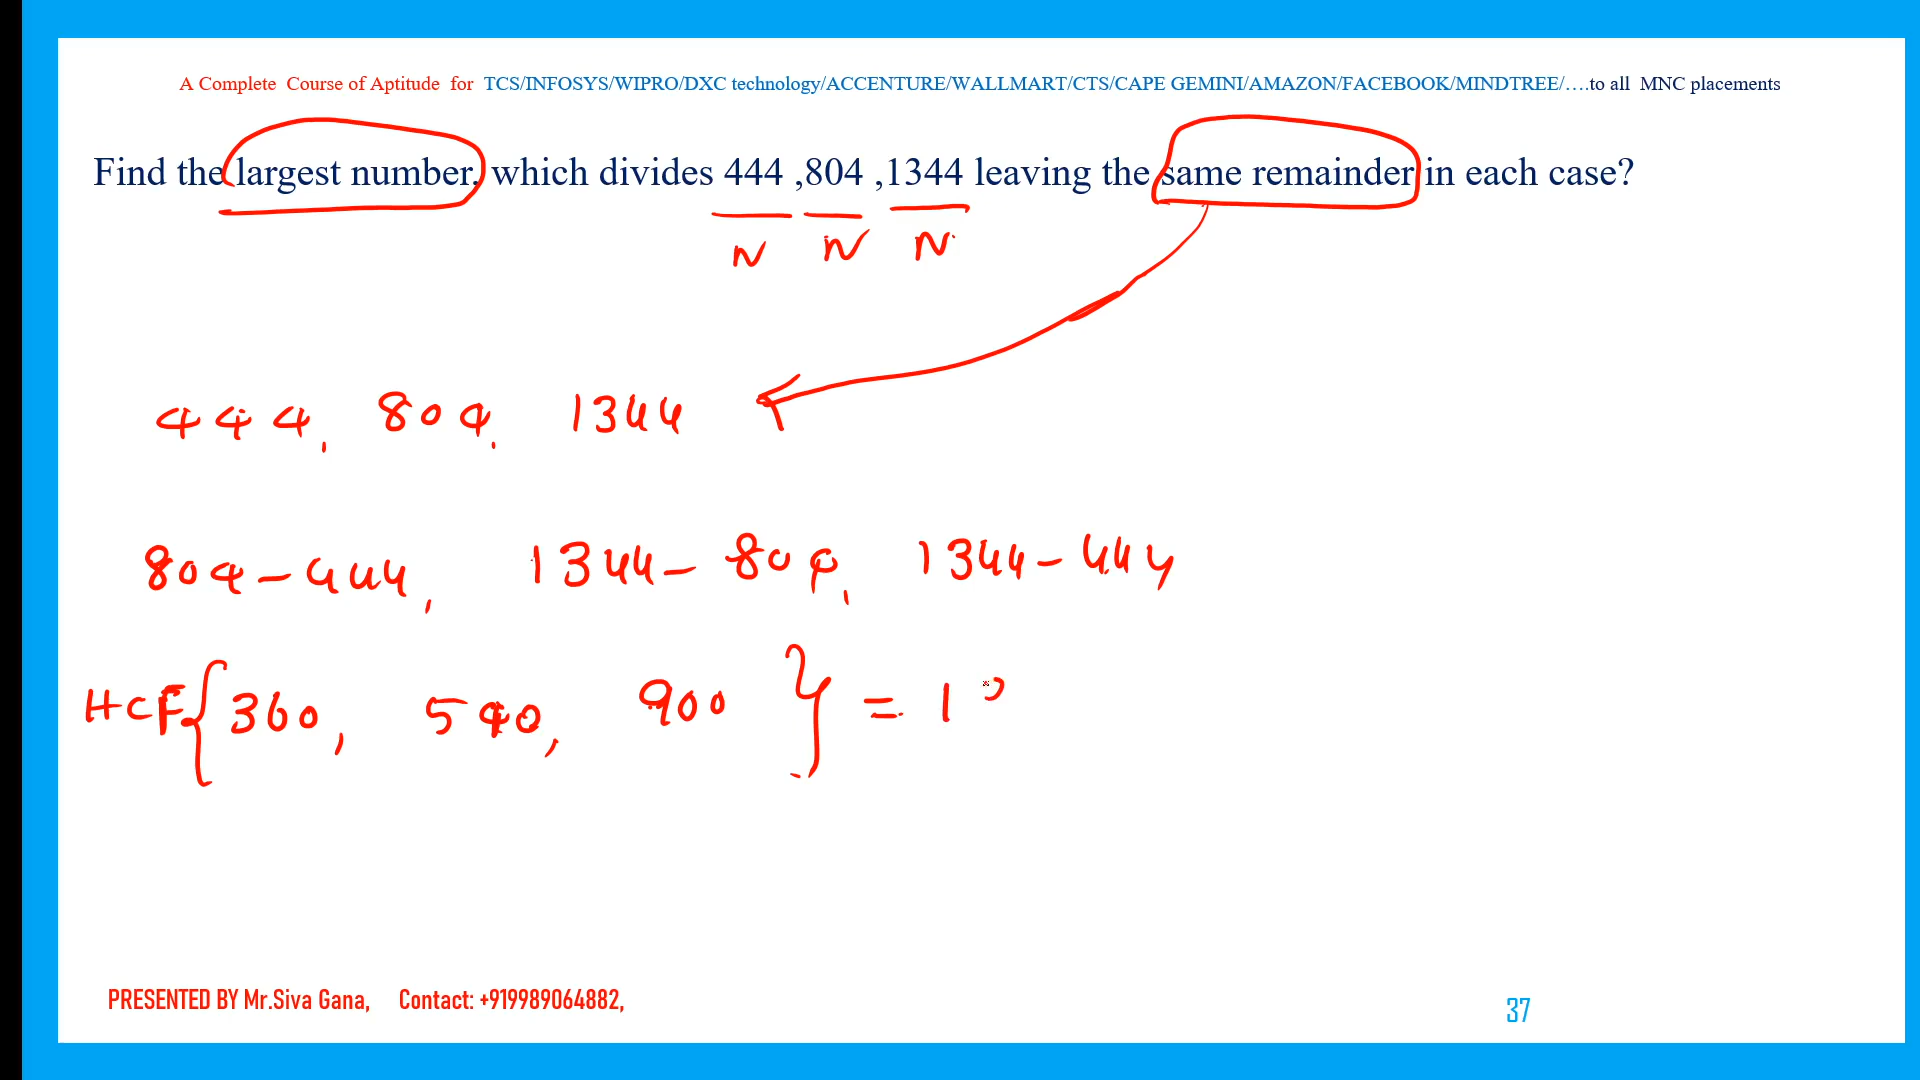 A Complete Course of Aptitude for TCS/INFOSYS/WIPRO/DXC technology/ACCENTURE/WALLMART/CTS/CAPE GEMINI/AMAZON/FACEBOOK/MINDTREE/….to all MNC placements
Find the largest number, which divides 444 ,804 ,1344 leaving the same remainder in each case?
N N N
444, 804, 1344
804-444, 1344-804, 1344-444
HCF{360, 540, 900} = 1
PRESENTED BY Mr.Siva Gana, Contact: +919989064882,
37